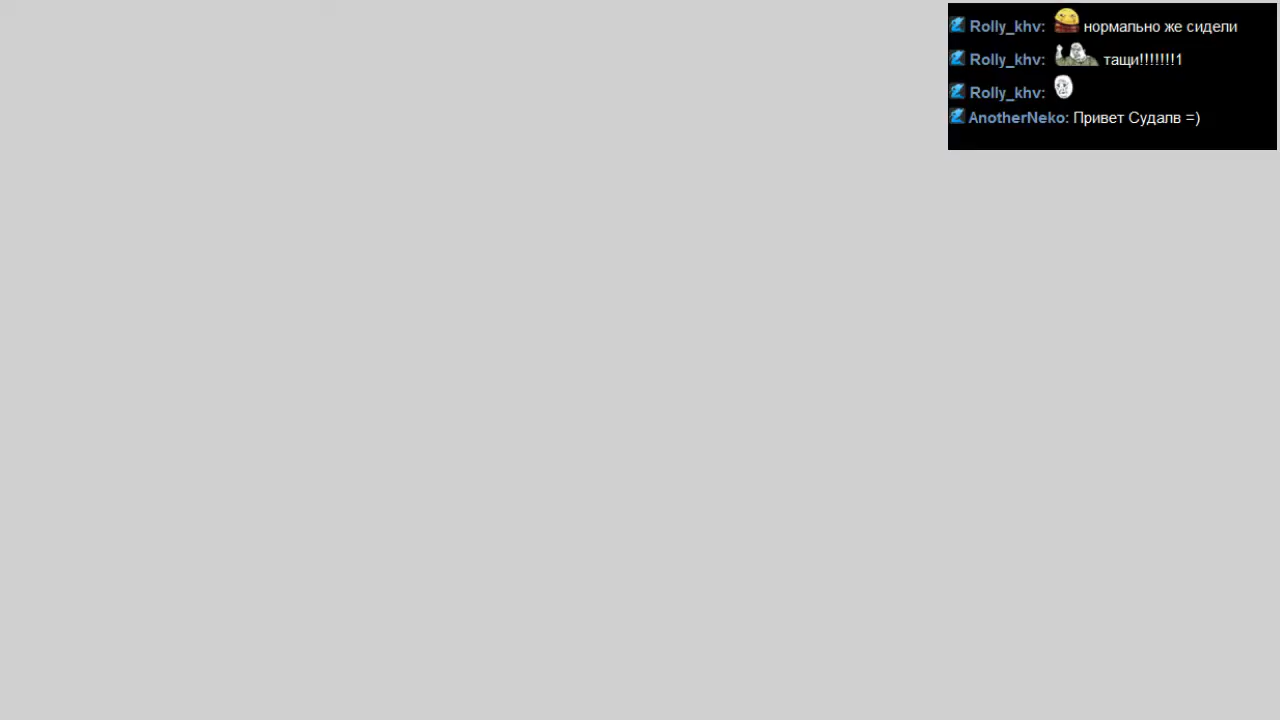 Rolly_khv: нормально же сидели
Rolly_khv: тащи!!!!!!!1
Rolly_khv:
AnotherNeko: Привет Судалв =)